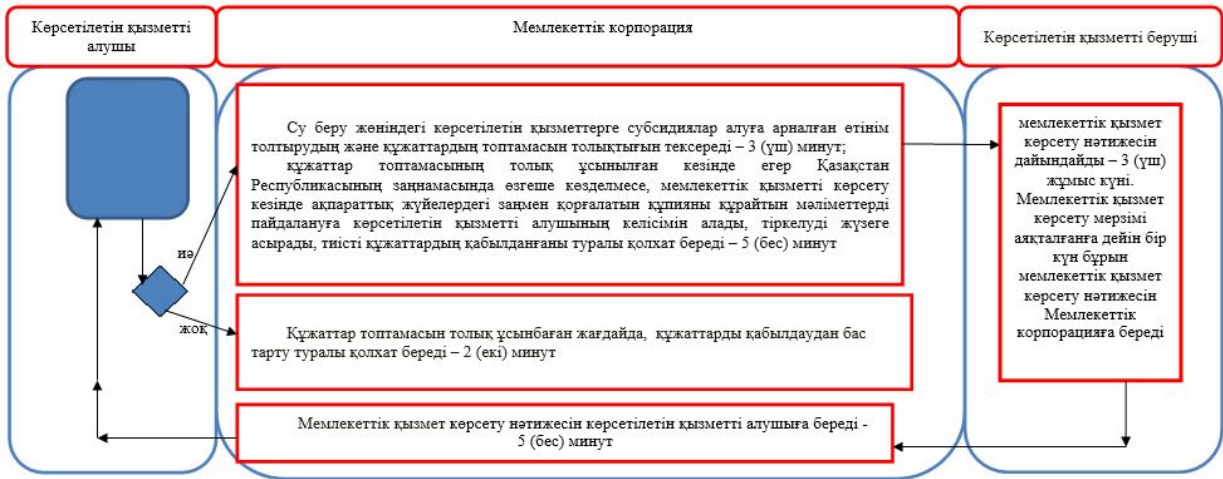 Көрсетілетін қызметті
алушы
Мемлекеттік корпорация
Көрсетілетін қызметті беруші
Су беру жөніндегі көрсетілетін қызметтерге субсидиялар алуға арналған өтінім
толтырудың және құжаттардың топтамасын толықтығын тексереді – 3 (үш) минут;
құжаттар топтамасының толық ұсынылған кезінде егер Қазақстан
Республикасының заңнамасында өзгеше көзделмесе, мемлекеттік қызметті көрсету
кезінде ақпараттық жүйелердегі заңмен қорғалатын құпияны құрайтын мәліметтерді
пайдалануға көрсетілетін қызметті алушының келісімін алады, тіркелуді жүзеге
асырады, тиісті құжаттардың қабылданғаны туралы қолхат береді – 5 (бес) минут
иә
жоқ
Құжаттар топтамасын толық ұсынбаған жағдайда, құжаттарды қабылдаудан бас
тарту туралы қолхат береді – 2 (екі) минут
Мемлекеттік қызмет көрсету нәтижесін көрсетілетін қызметті алушыға береді -
5 (бес) минут
мемлекеттік қызмет
көрсету нәтижесін
дайындайды – 3 (үш)
жұмыс күні.
Мемлекеттік қызмет
көрсету мерзімі
аяқталғанға дейін бір
күн бұрын
мемлекеттік қызмет
көрсету нәтижесін
Мемлекеттік
корпорацияға береді